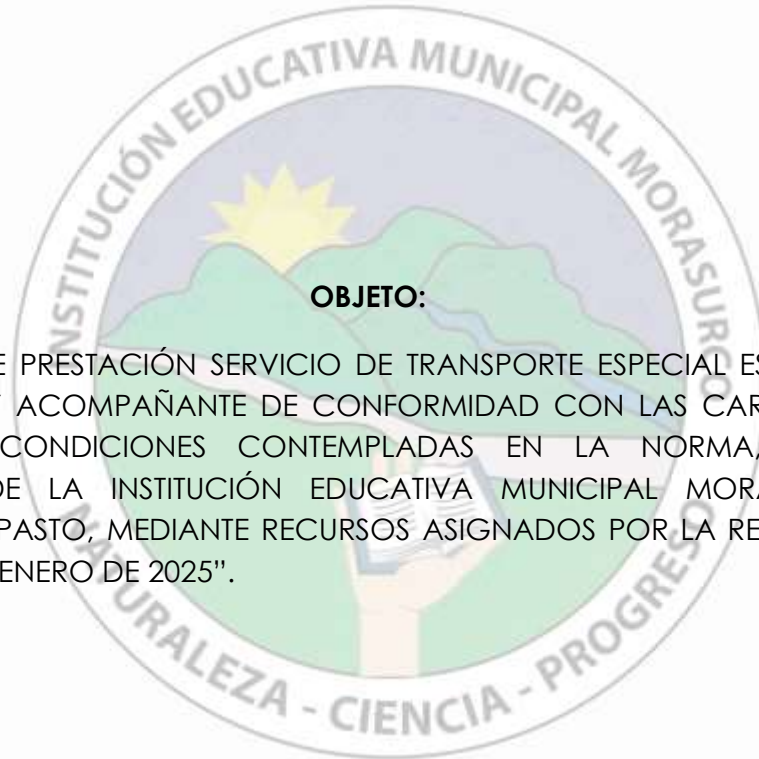 INSTITUCIÓN EDUCATIVA MUNICIPAL MORASURCO
OBJETO:
E PRESTACIÓN SERVICIO DE TRANSPORTE ESPECIAL ES
Y ACOMPAÑANTE DE CONFORMIDAD CON LAS CAR
CONDICIONES CONTEMPLADAS EN LA NORMA,
DE LA INSTITUCIÓN EDUCATIVA MUNICIPAL MORA
PASTO, MEDIANTE RECURSOS ASIGNADOS POR LA RE
ENERO DE 2025”.
NATURALEZA - CIENCIA - PROGRESO